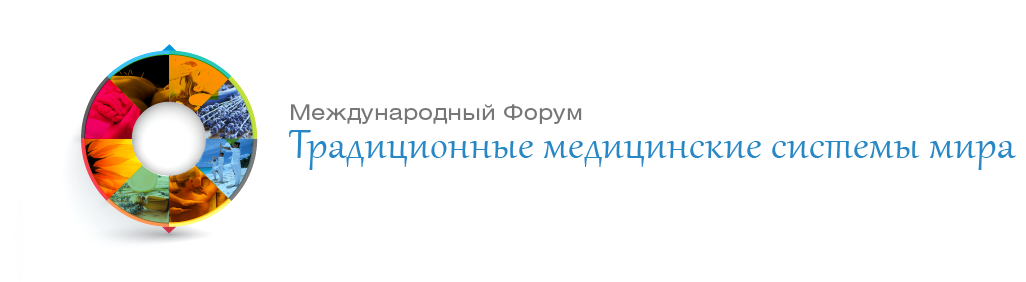 Международный Форум
Традиционные медицинские системы мира